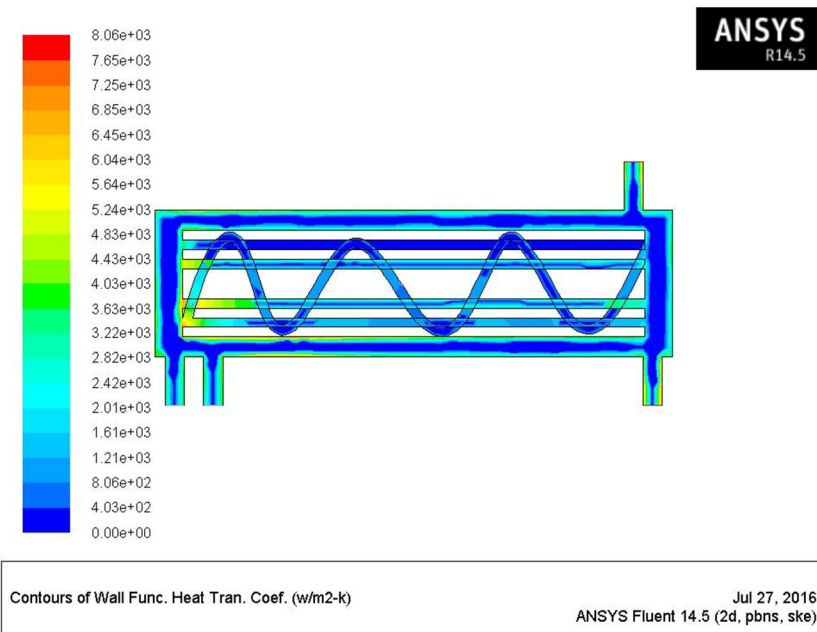 ANSYS
R14.5
8.06e+03
7.65e+03
7.25e+03
6.85e+03
6.45e+03
6.04e+03
5.64e+03
5.24e+03
4.83e+03
4.43e+03
4.03e+03
3.63e+03
3.22e+03
2.82e+03
2.42e+03
2.01e+03
1.61e+03
1.21e+03
8.06e+02
4.03e+02
0.00e+00
Contours of Wall Func. Heat Tran. Coef. (w/m2-k)
Jul 27, 2016
ANSYS Fluent 14.5 (2d, pbns, ske)